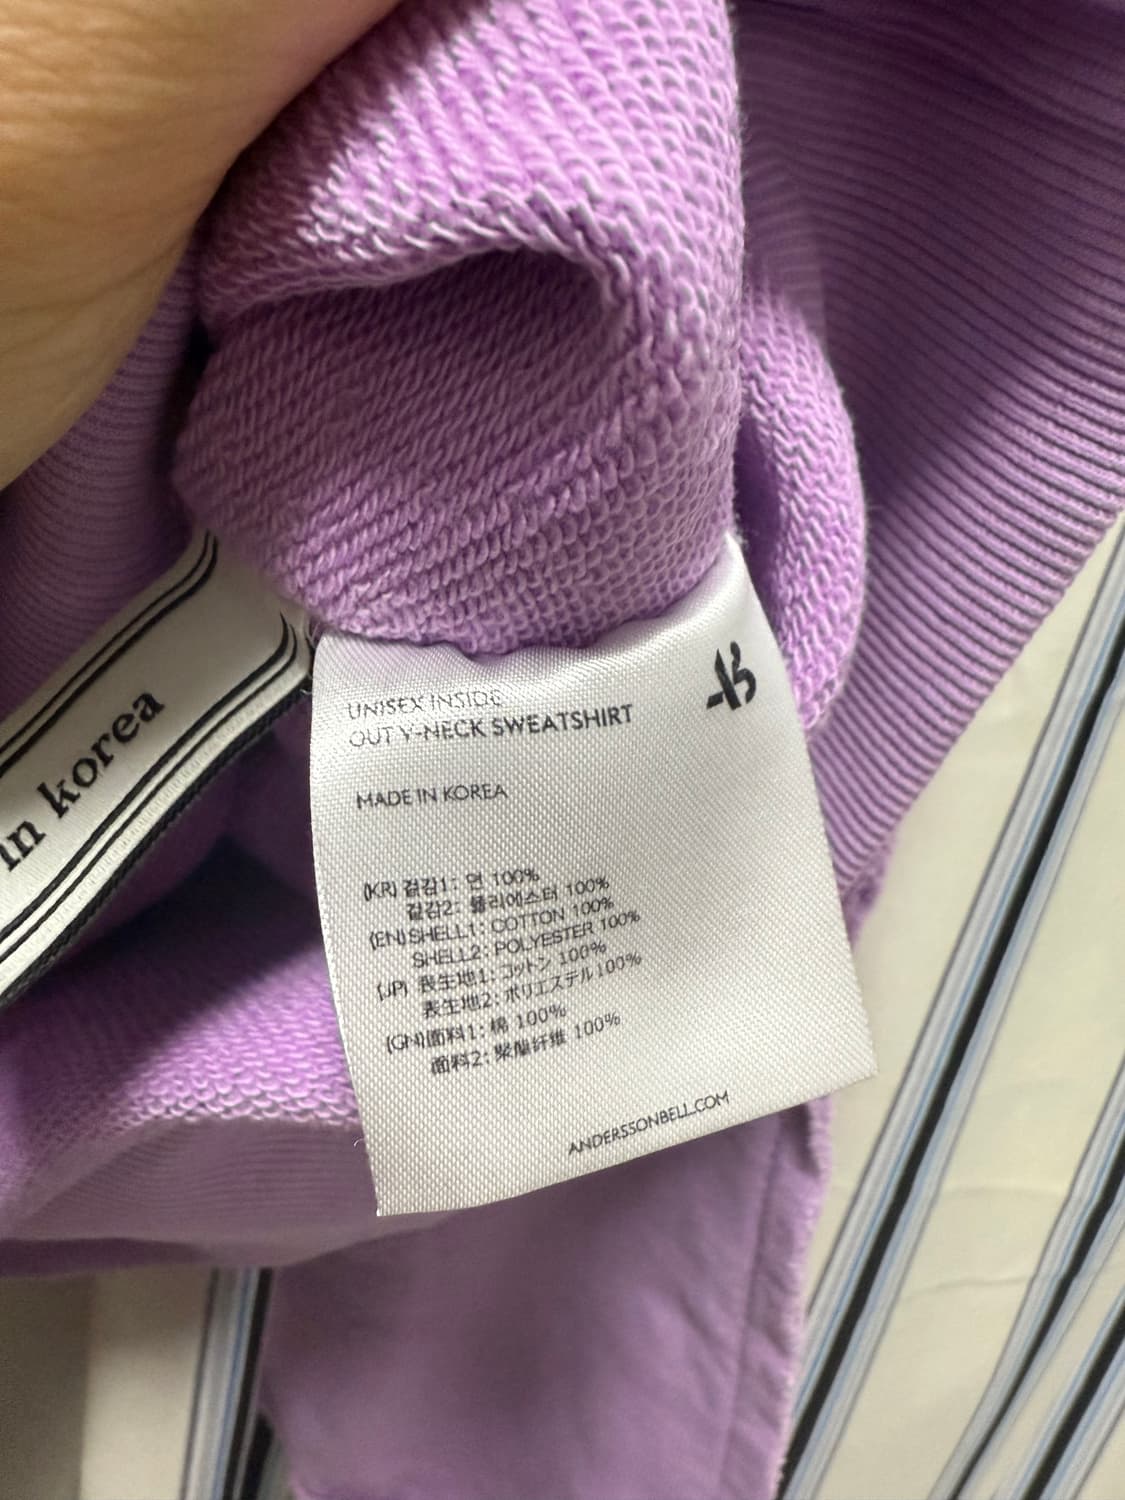 in korea
UNISEX INSIDE
OUT V-NECK SWEATSHIRT
MADE IN KOREA
(KR) 겉감1: 면 100%
겉감2: 폴리에스터 100%
(EN) SHELL1: COTTON 100%
SHELL2: POLYESTER 100%
(JP) 表生地1: コットン 100%
表生地2: ポリエステル 100%
(CH) 面料1: 棉 100%
面料2: 聚酯纤维 100%
ANDERSSONBELL.COM